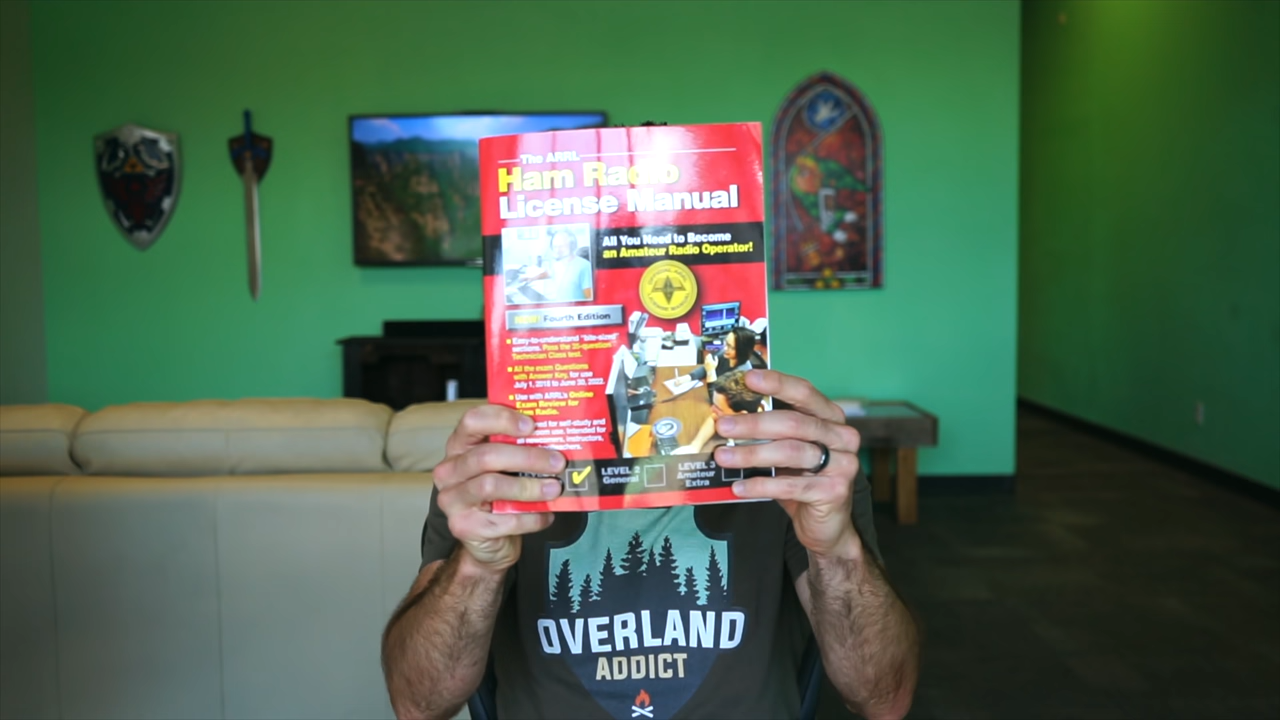 The ARRL
Ham Radio
License Manual
All You Need to Become
an Amateur Radio Operator!
Fourth Edition
Easy-to-understand "bite-sized"
sections. Pass the 35-question
Technician Class test.
All the exam Questions
with Answer Key, for use
July 1, 2018 to June 30, 2022.
Use with ARRL's Online
Exam Review for
Ham Radio.
for self-study and
room use. Intended for
newcomers, instructors,
teachers.
LEVEL 2
General
LEVEL 3
Amateur
Extra
OVERLAND
ADDICT